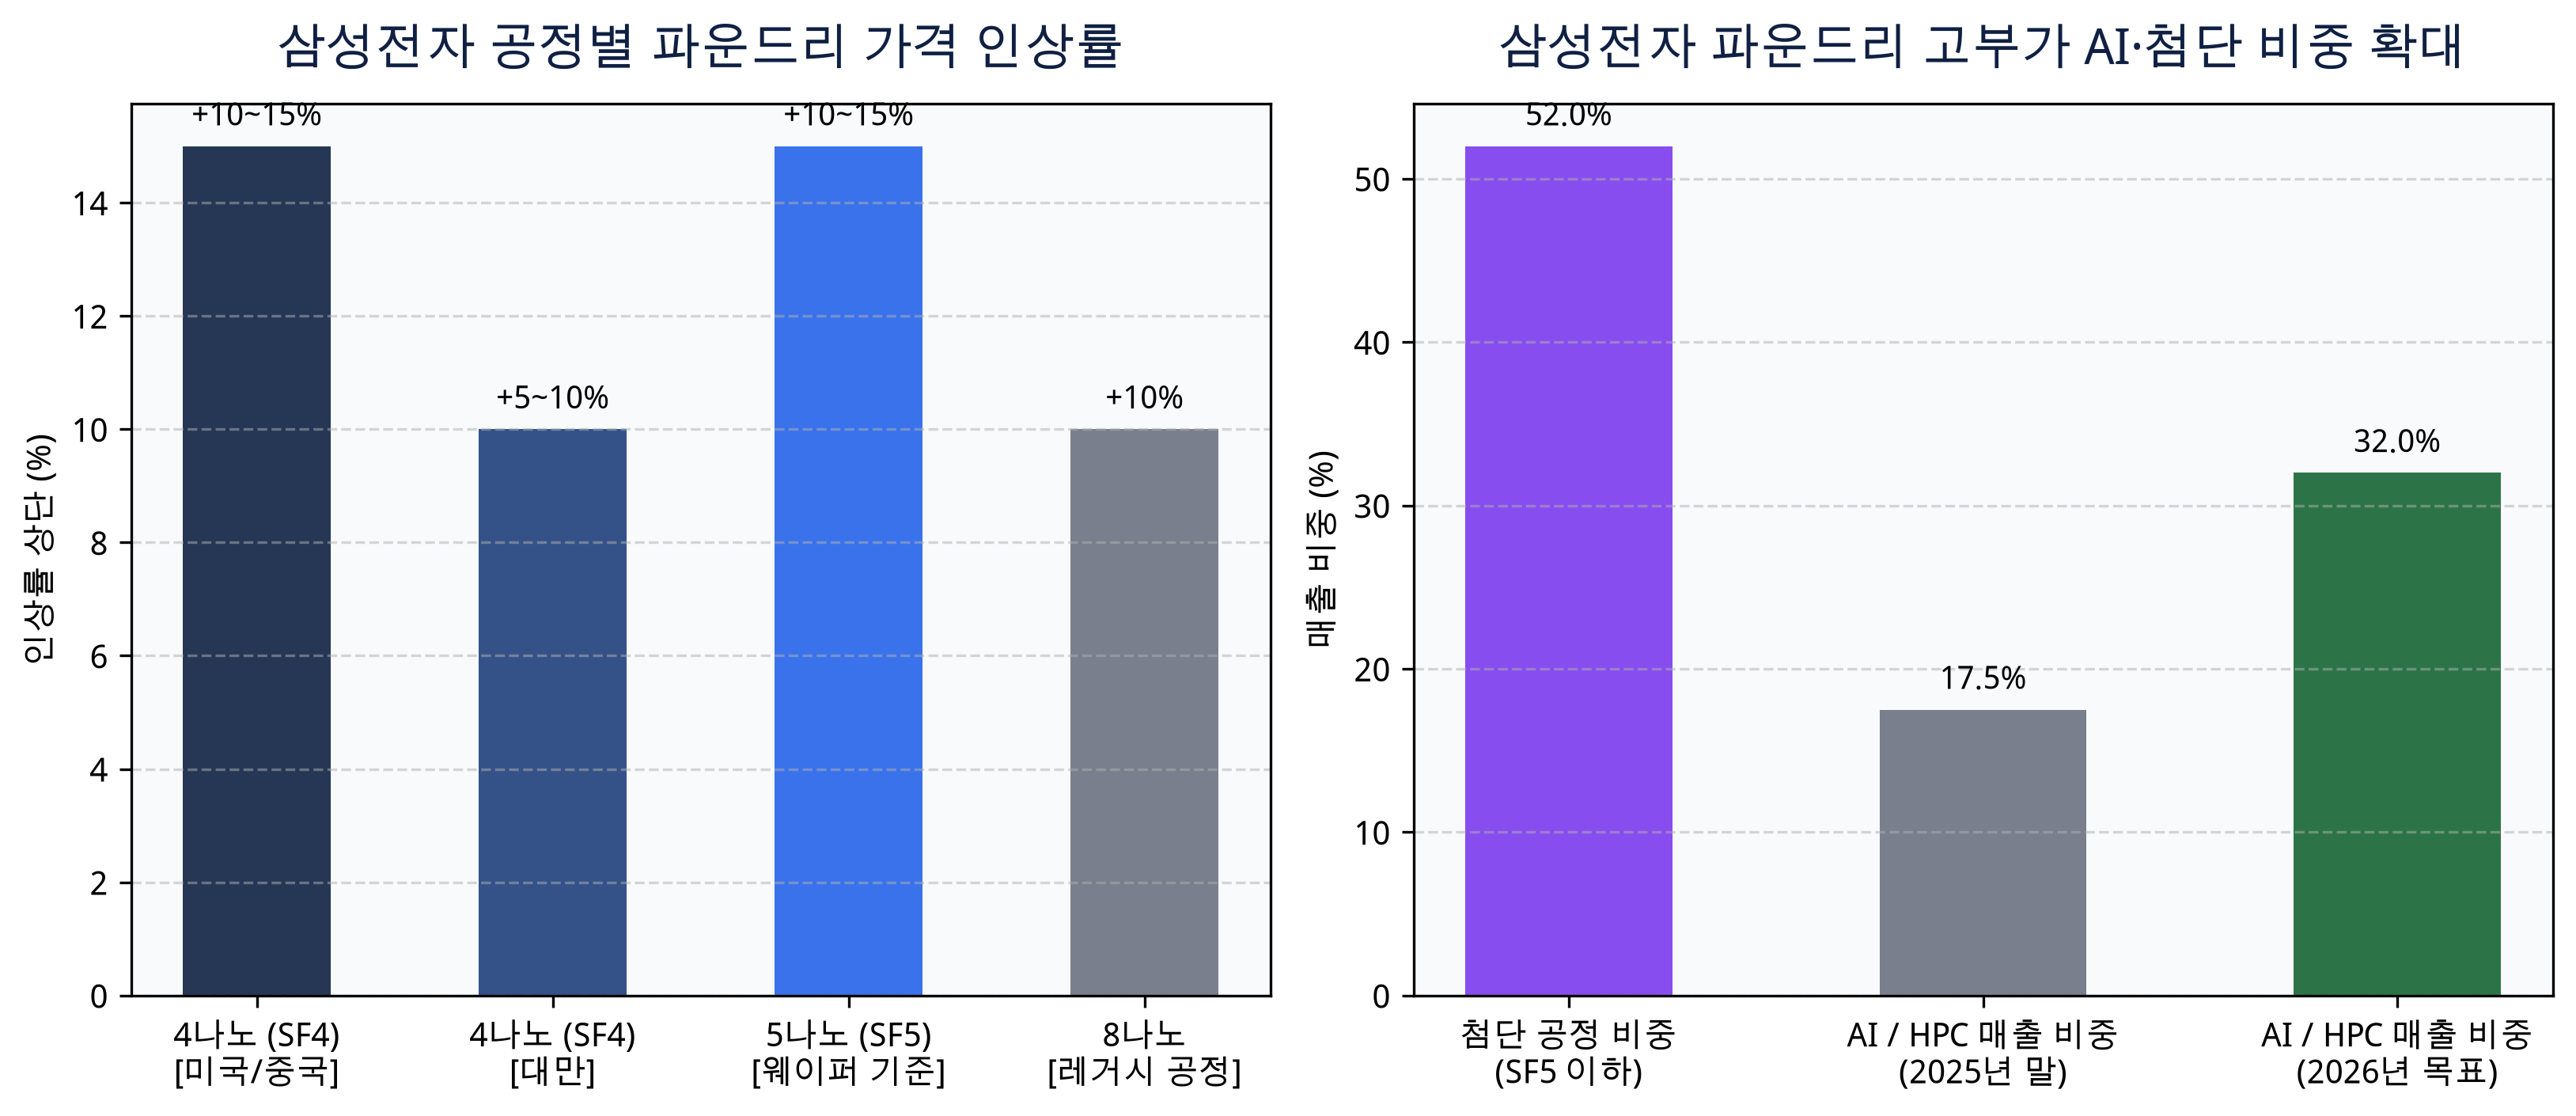 삼성전자 공정별 파운드리 가격 인상률
인상률 상단 (%)
14
12
10
8
6
4
2
0
+10~15%
+5~10%
+10~15%
+10%
4나노 (SF4)
[미국/중국]
4나노 (SF4)
[대만]
5나노 (SF5)
[웨이퍼 기준]
8나노
[레거시 공정]
삼성전자 파운드리 고부가 AI·첨단 비중 확대
매출 비중 (%)
50
40
30
20
10
0
52.0%
17.5%
32.0%
첨단 공정 비중
(SF5 이하)
AI / HPC 매출 비중
(2025년 말)
AI / HPC 매출 비중
(2026년 목표)